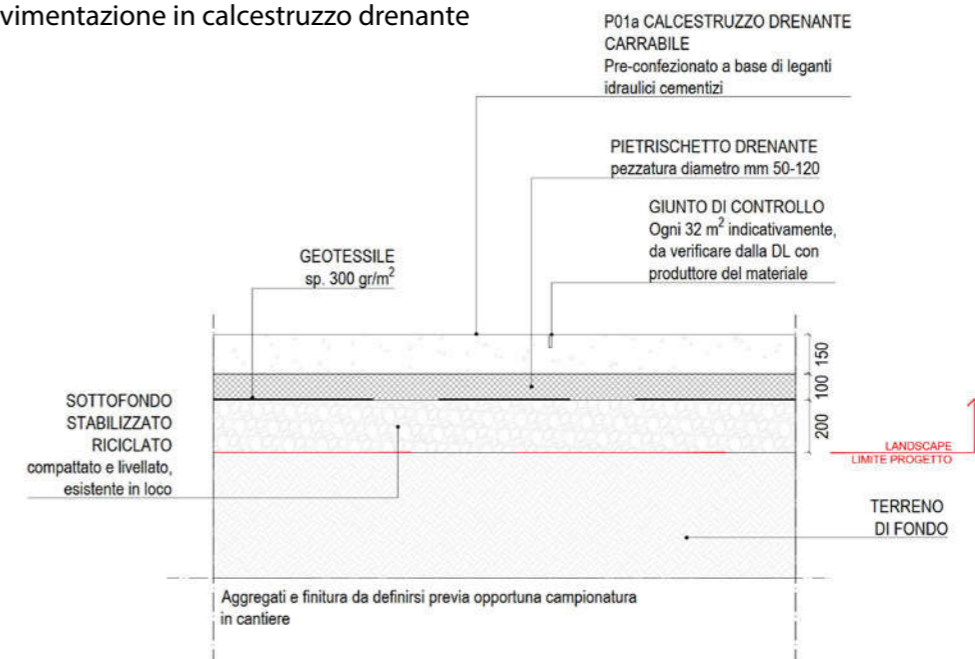 vimentazione in calcestruzzo drenante
P01a CALCESTRUZZO DRENANTE
CARRABILE
Pre-confezionato a base di leganti
idraulici cementizi
PIETRISCHETTO DRENANTE
pezzatura diametro mm 50-120
GIUNTO DI CONTROLLO
Ogni 32 m² indicativamente,
da verificare dalla DL con
produttore del materiale
GEOTESSILE
sp. 300 gr/m²
150
100
200
SOTTOFONDO
STABILIZZATO
RICICLATO
compattato e livellato,
esistente in loco
LANDSCAPE
LIMITE PROGETTO
TERRENO
DI FONDO
Aggregati e finitura da definirsi previa opportuna campionatura
in cantiere